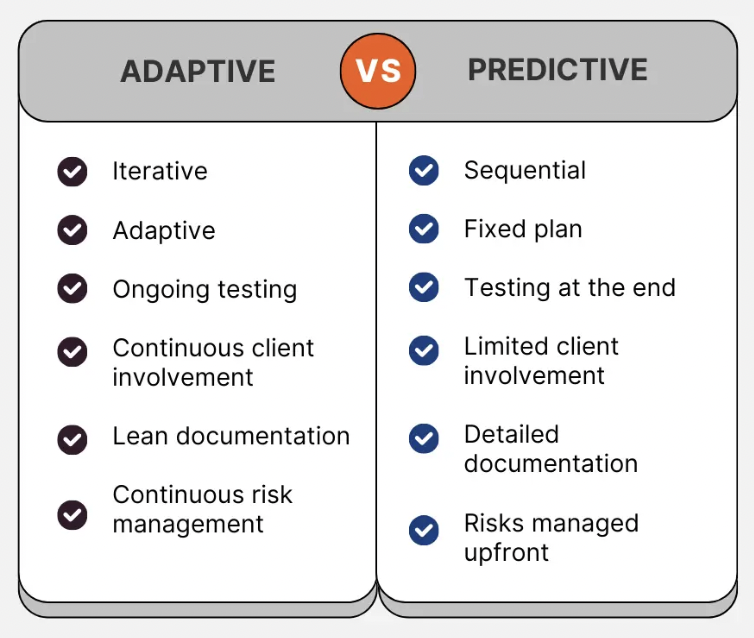 ADAPTIVE
VS
PREDICTIVE
Iterative
Adaptive
Ongoing testing
Continuous client
involvement
Lean documentation
Continuous risk
management
Sequential
Fixed plan
Testing at the end
Limited client
involvement
Detailed
documentation
Risks managed
upfront